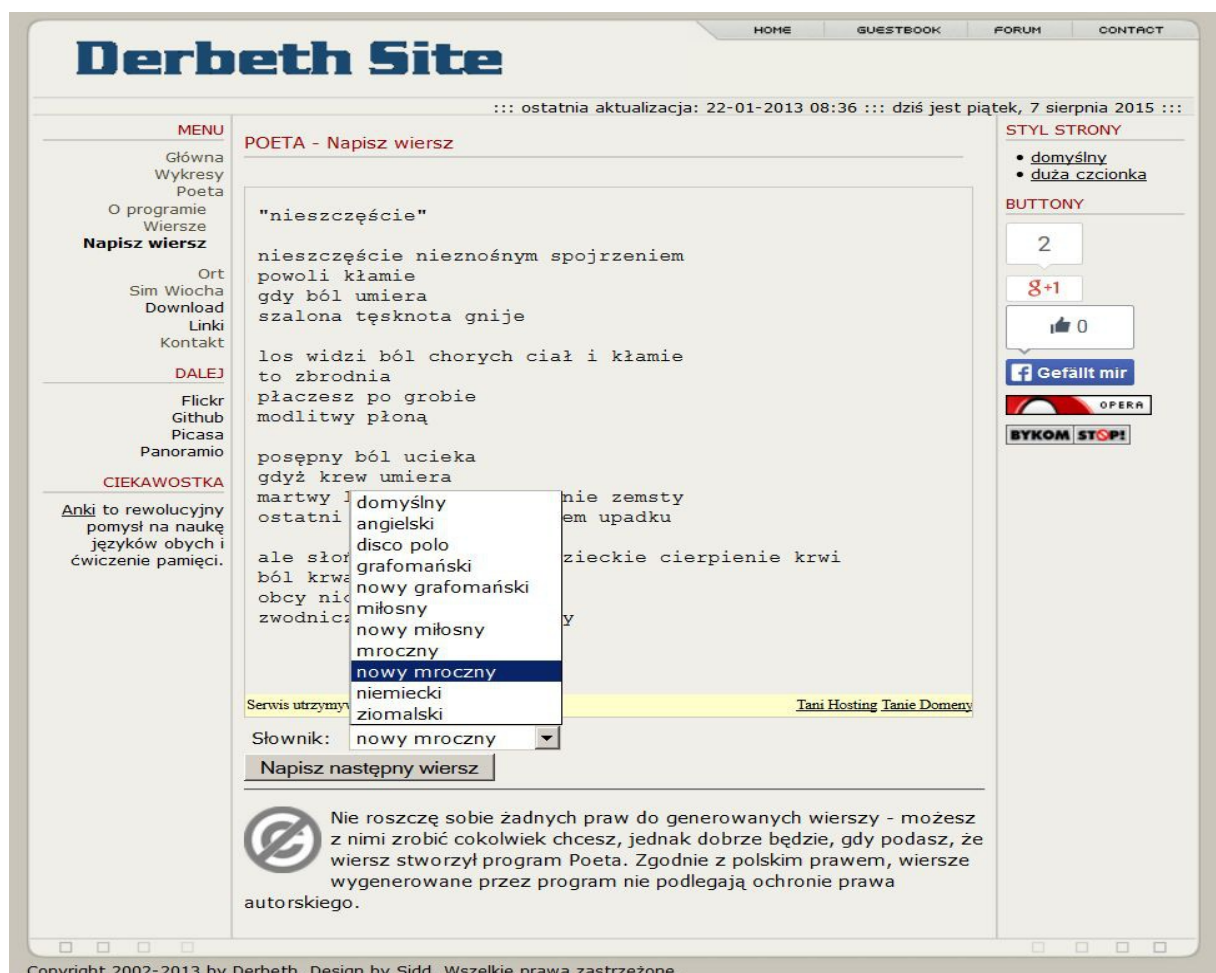 HOME GUESTBOOK FORUM CONTACT
Derbeth Site
::: ostatnia aktualizacja: 22-01-2013 08:36 ::: dziś jest piątek, 7 sierpnia 2015 :::
MENU
Główna
Wykresy
Poeta
O programie
Wiersze
Napisz wiersz
Ort
Sim Wiocha
Download
Linki
Kontakt
DALEJ
Flickr
Github
Picasa
Panoramio
CIEKAWOSTKA
Anki to rewolucyjny
pomysł na naukę
języków obych i
ćwiczenie pamięci.
POETA - Napisz wiersz
"nieszczęście"
nieszczęście nieznośnym spojrzeniem
powoli kłamie
gdy ból umiera
szalona tęsknota gnije
los widzi ból chorych ciał i kłamie
to zbrodnia
płaczesz po grobie
modlitwy płoną
posępny ból ucieka
gdyż krew umiera
martwy zemsty
ostatni upadku
ale cierpienie krwi
ból
obcy
domyślny
angielski
disco polo
grafomański
nowy grafomański
miłosny
nowy miłosny
mroczny
nowy mroczny
niemiecki
ziomalski
Serwis Tani Hosting Tanie Domeny
Słownik: nowy mroczny
Napisz następny wiersz
Nie roszczę sobie żadnych praw do generowanych wierszy - możesz
z nimi zrobić cokolwiek chcesz, jednak dobrze będzie, gdy podasz, że
wiersz stworzył program Poeta. Zgodnie z polskim prawem, wiersze
wygenerowane przez program nie podlegają ochronie prawa
autorskiego.
STYL STRONY
• domyślny
• duża czcionka
BUTTONY
2
g+1
0
Gefällt mir
OPERA
BYKOM STOP!
Copyright 2002-2013 by Derbeth. Design by Sidd. Wszelkie prawa zastrzeżone